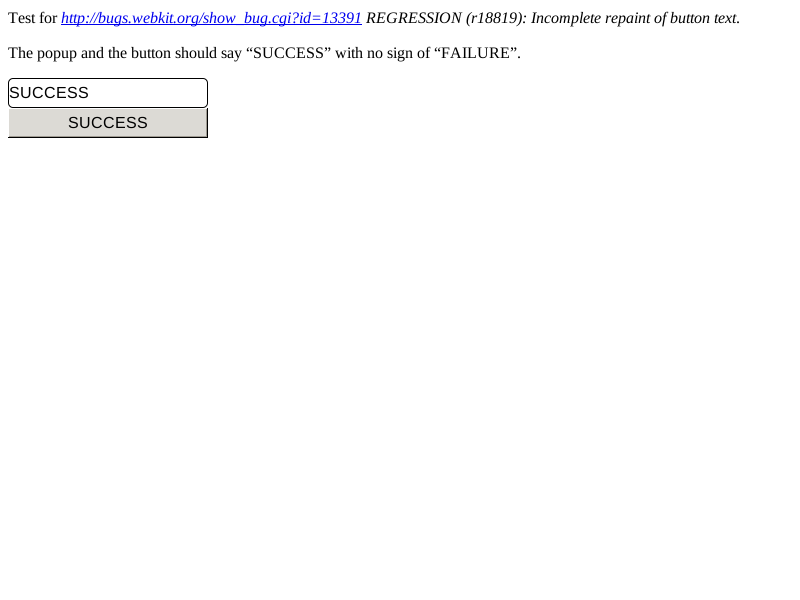 Test for http://bugs.webkit.org/show_bug.cgi?id=13391 REGRESSION (r18819): Incomplete repaint of button text.
The popup and the button should say “SUCCESS” with no sign of “FAILURE”.
SUCCESS
SUCCESS